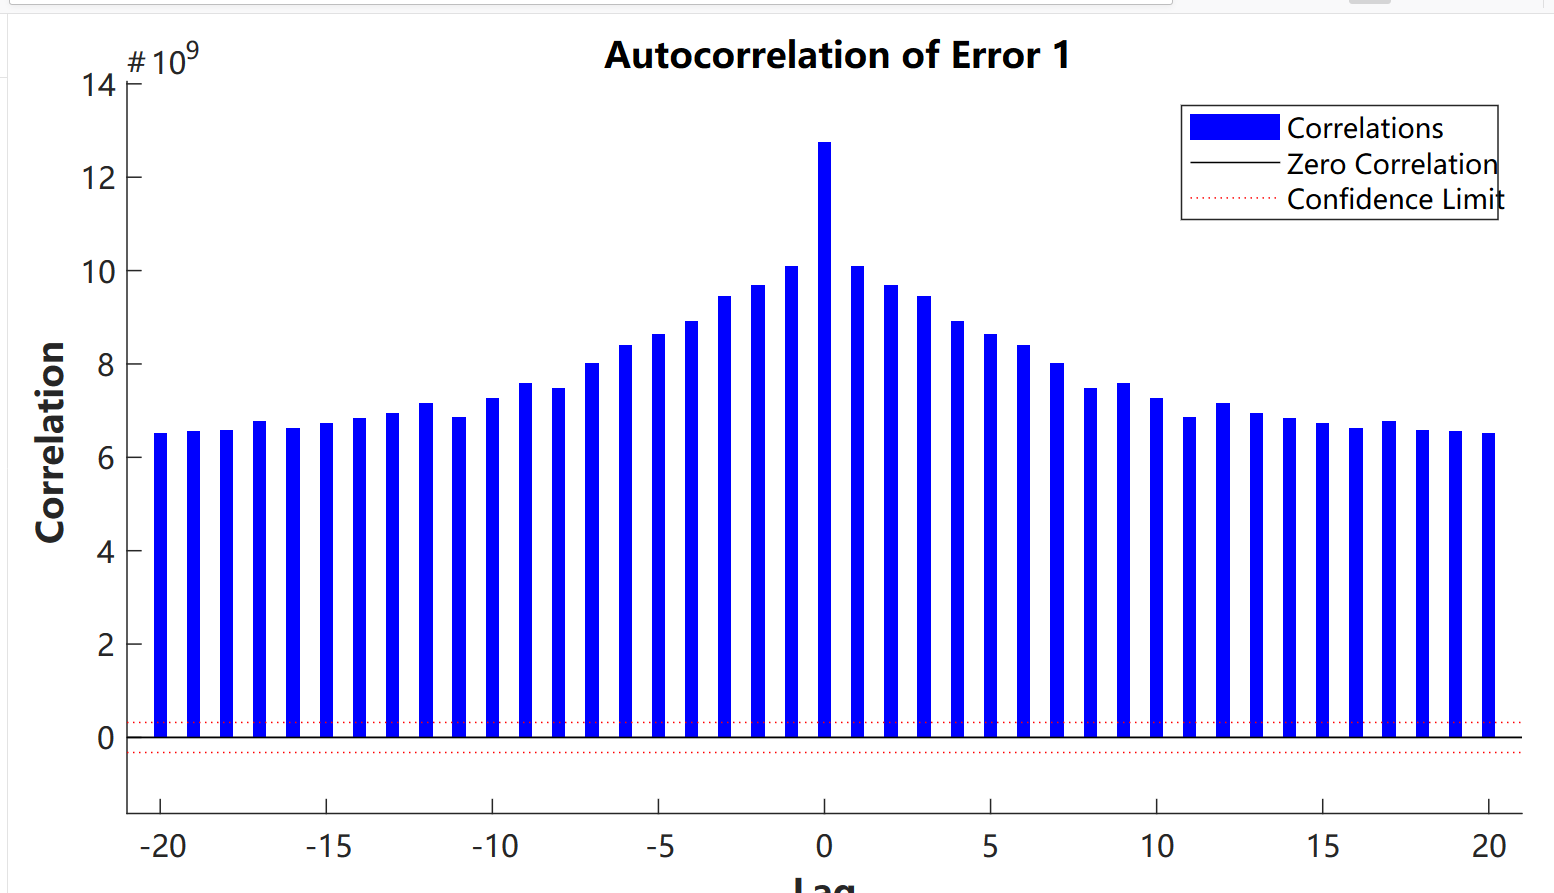 Autocorrelation of Error 1
# 10^9
14
12
10
8
6
4
2
0
Correlation
Correlations
Zero Correlation
Confidence Limit
-20 -15 -10 -5 0 5 10 15 20
Lag